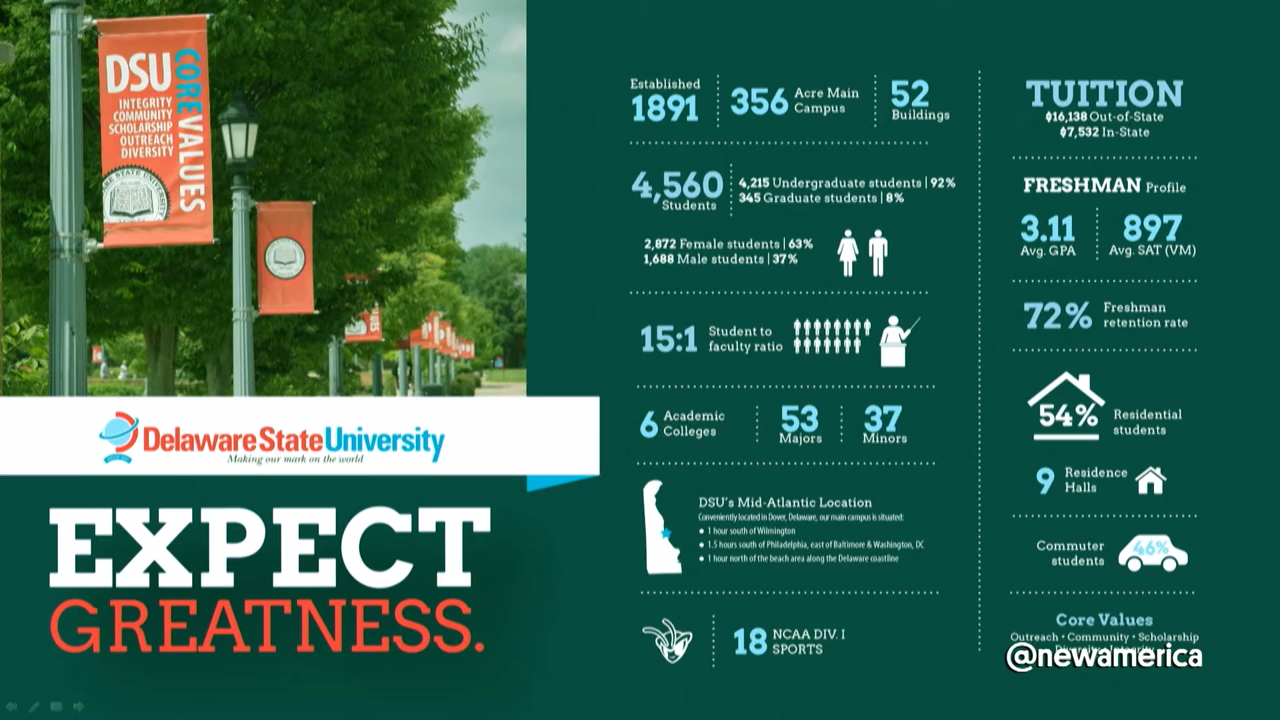 DSU
COREVALUES
INTEGRITY
COMMUNITY
SCHOLARSHIP
OUTREACH
DIVERSITY
Delaware State University
Making our mark on the world
EXPECT
GREATNESS.
Established
1891
356 Acre Main
Campus
52
Buildings
4,560
Students
4,215 Undergraduate students | 92%
345 Graduate students | 8%
2,872 Female students | 63%
1,688 Male students | 37%
15:1 Student to
faculty ratio
6 Academic
Colleges
53
Majors
37
Minors
DSU's Mid-Atlantic Location
Conveniently located in Dover, Delaware, our main campus is situated:
• 1 hour south of Wilmington
• 1.5 hours south of Philadelphia, east of Baltimore & Washington, DC
• 1 hour north of the beach area along the Delaware coastline
18 NCAA DIV. I
SPORTS
TUITION
$16,138 Out-of-State
$7,532 In-State
FRESHMAN Profile
3.11
Avg. GPA
897
Avg. SAT (VM)
72% Freshman
retention rate
54% Residential
students
9 Residence
Halls
Commuter
students
46%
Core Values
Outreach • Community • Scholarship
Diversity • Integrity
@newamerica